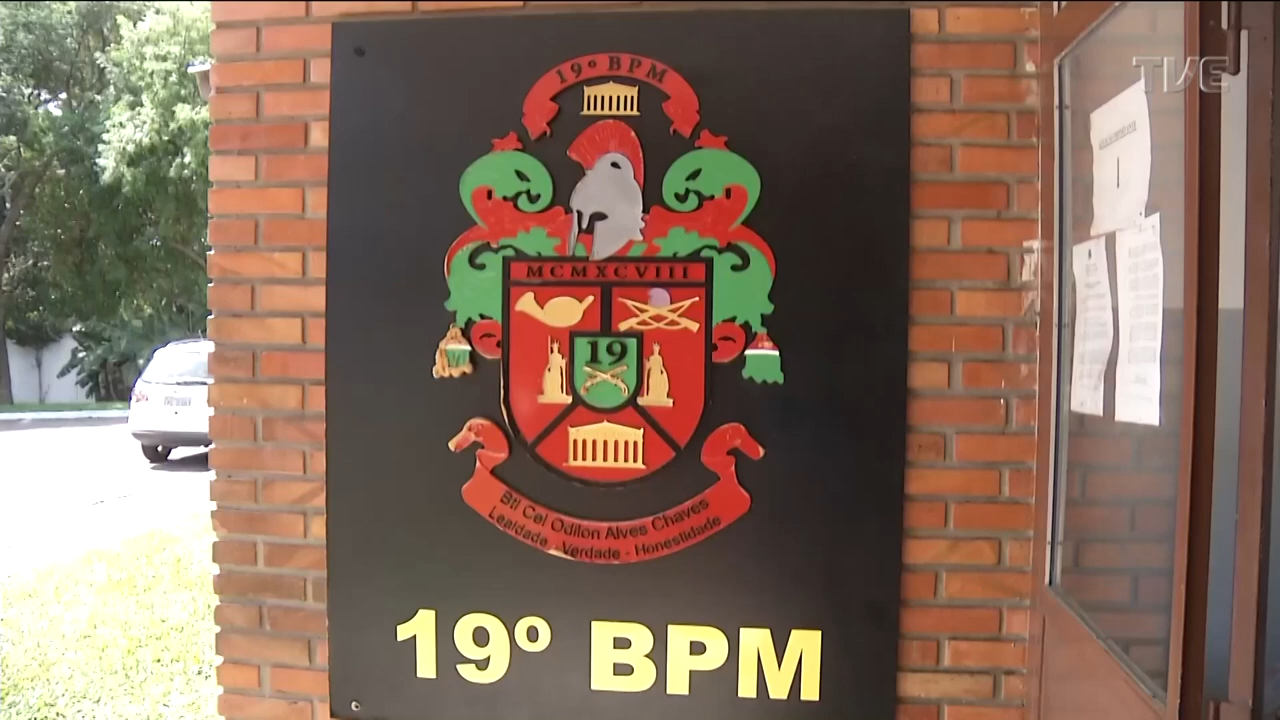 TVE
19º BPM
MCMXCVIII
19
Btl Cel Odilon Alves Chaves
Lealdade - Verdade - Honestidade
19º BPM